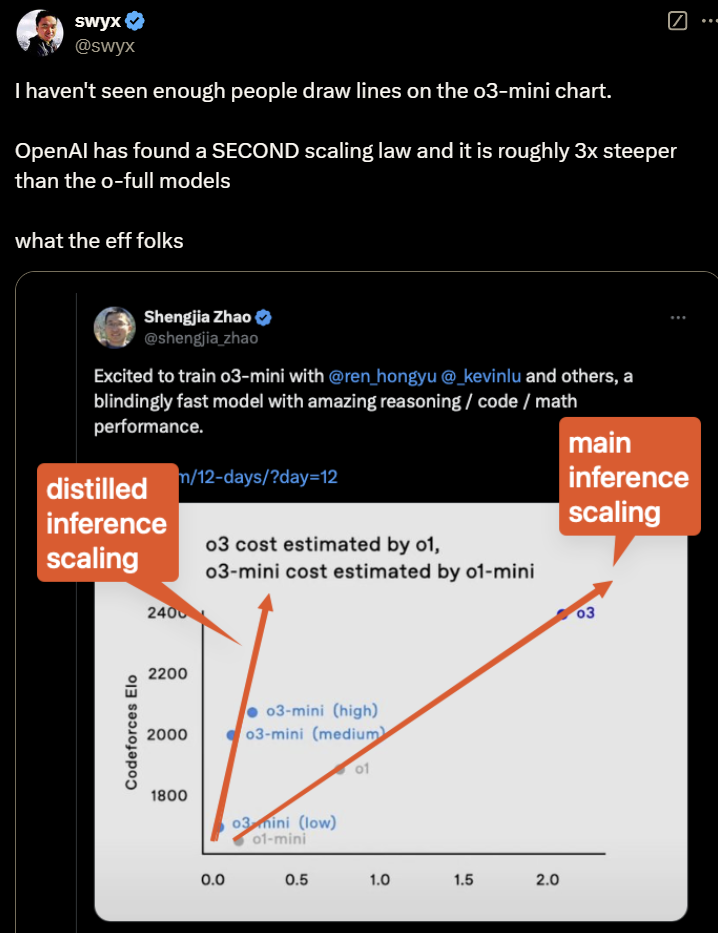 swyx
@swyx
I haven't seen enough people draw lines on the o3-mini chart.
OpenAI has found a SECOND scaling law and it is roughly 3x steeper
than the o-full models
what the eff folks
Shengjia Zhao
@shengjia_zhao
Excited to train o3-mini with @ren_hongyu @_kevinlu and others, a
blindingly fast model with amazing reasoning / code / math
performance.
m/12-days/?day=12
distilled
inference
scaling
main
inference
scaling
o3 cost estimated by o1,
o3-mini cost estimated by o1-mini
Codeforces Elo
2400
2200
2000
1800
o3
o3-mini (high)
o3-mini (medium)
o1
o3-mini (low)
o1-mini
0.0 0.5 1.0 1.5 2.0